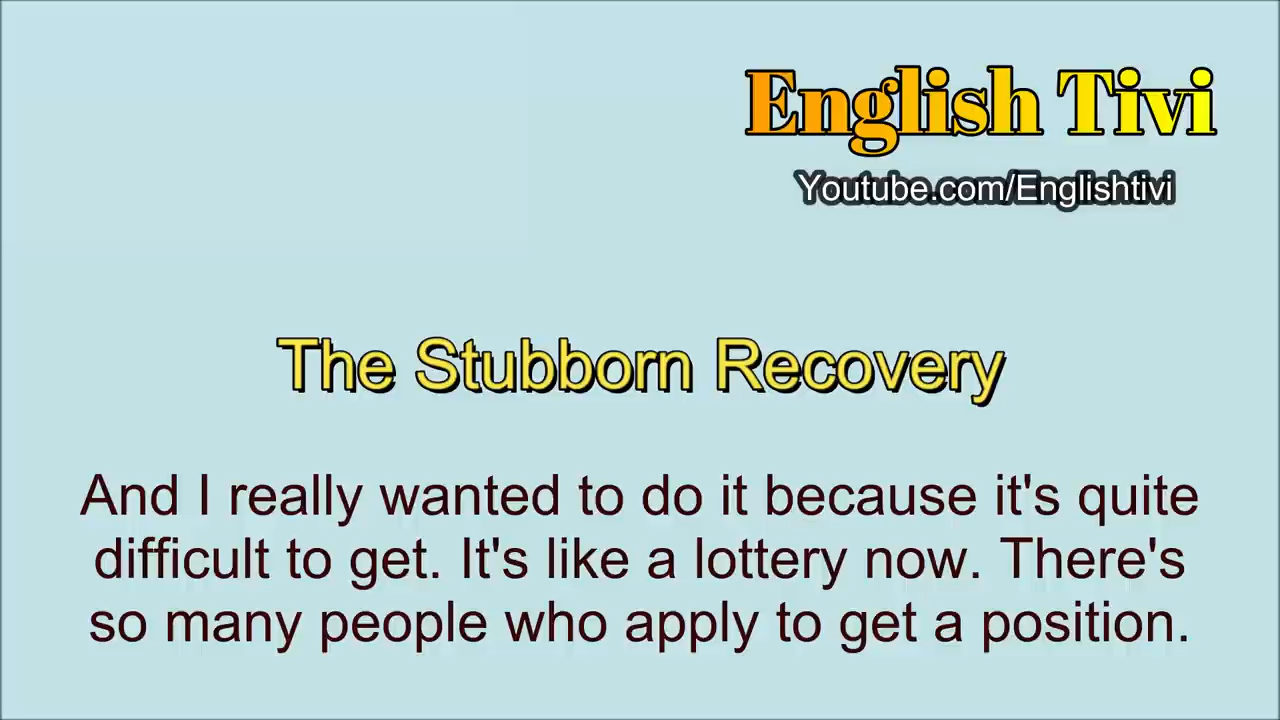 English Tivi
Youtube.com/Englishtivi
The Stubborn Recovery
And I really wanted to do it because it's quite
difficult to get. It's like a lottery now. There's
so many people who apply to get a position.